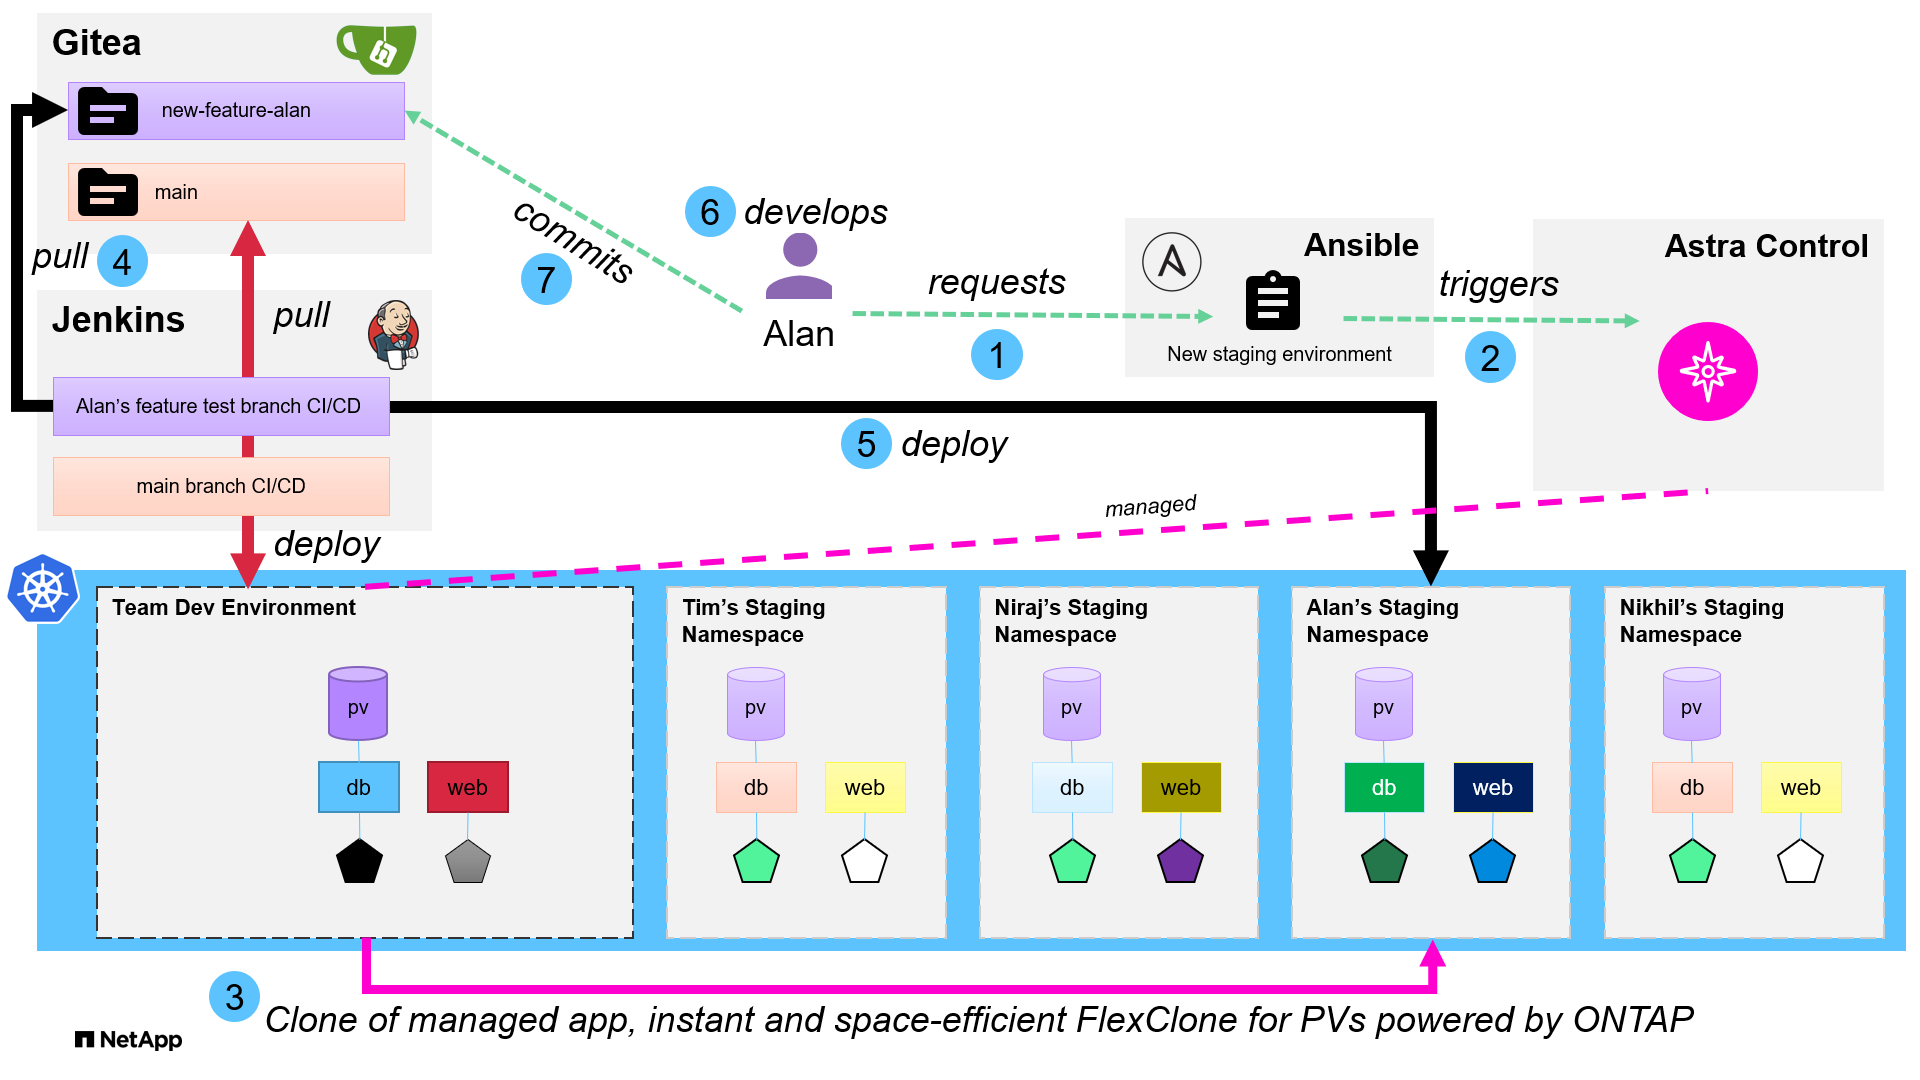 Gitea
new-feature-alan
main
pull 4
Jenkins
pull
Alan's feature test branch CI/CD
main branch CI/CD
deploy
commits
7
6 develops
Alan
requests
1
Ansible
New staging environment
triggers
2
Astra Control
5 deploy
managed
Team Dev Environment
pv
db
web
Tim's Staging
Namespace
pv
db
web
Niraj's Staging
Namespace
pv
db
web
Alan's Staging
Namespace
pv
db
web
Nikhil's Staging
Namespace
pv
db
web
3
Clone of managed app, instant and space-efficient FlexClone for PVs powered by ONTAP
NetApp